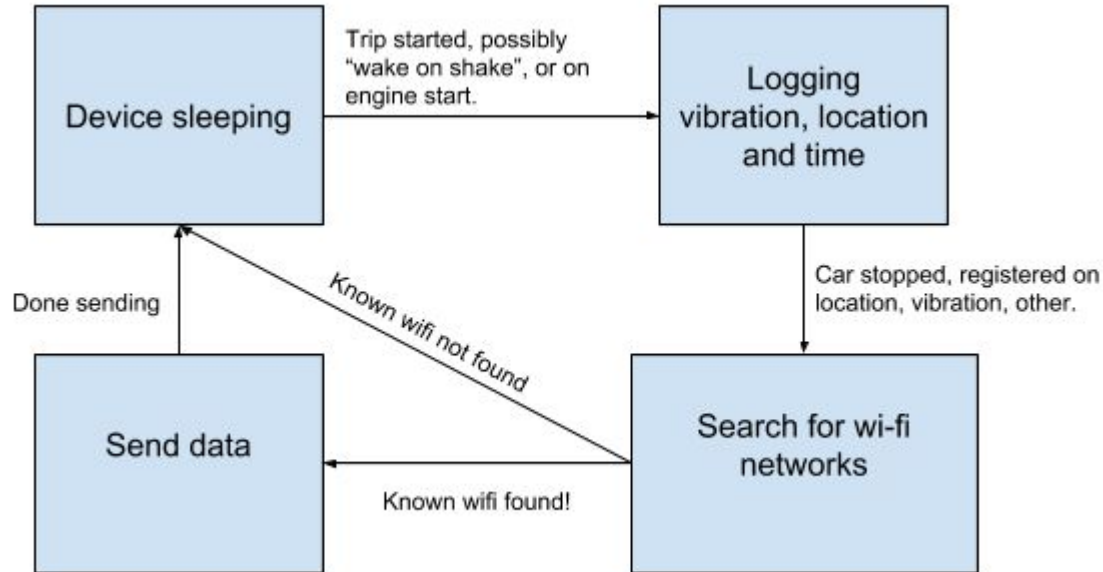 Device sleeping
Trip started, possibly
“wake on shake”, or on
engine start.
Logging
vibration, location
and time
Car stopped, registered on
location, vibration, other.
Done sending
Known wifi not found
Send data
Known wifi found!
Search for wi-fi
networks